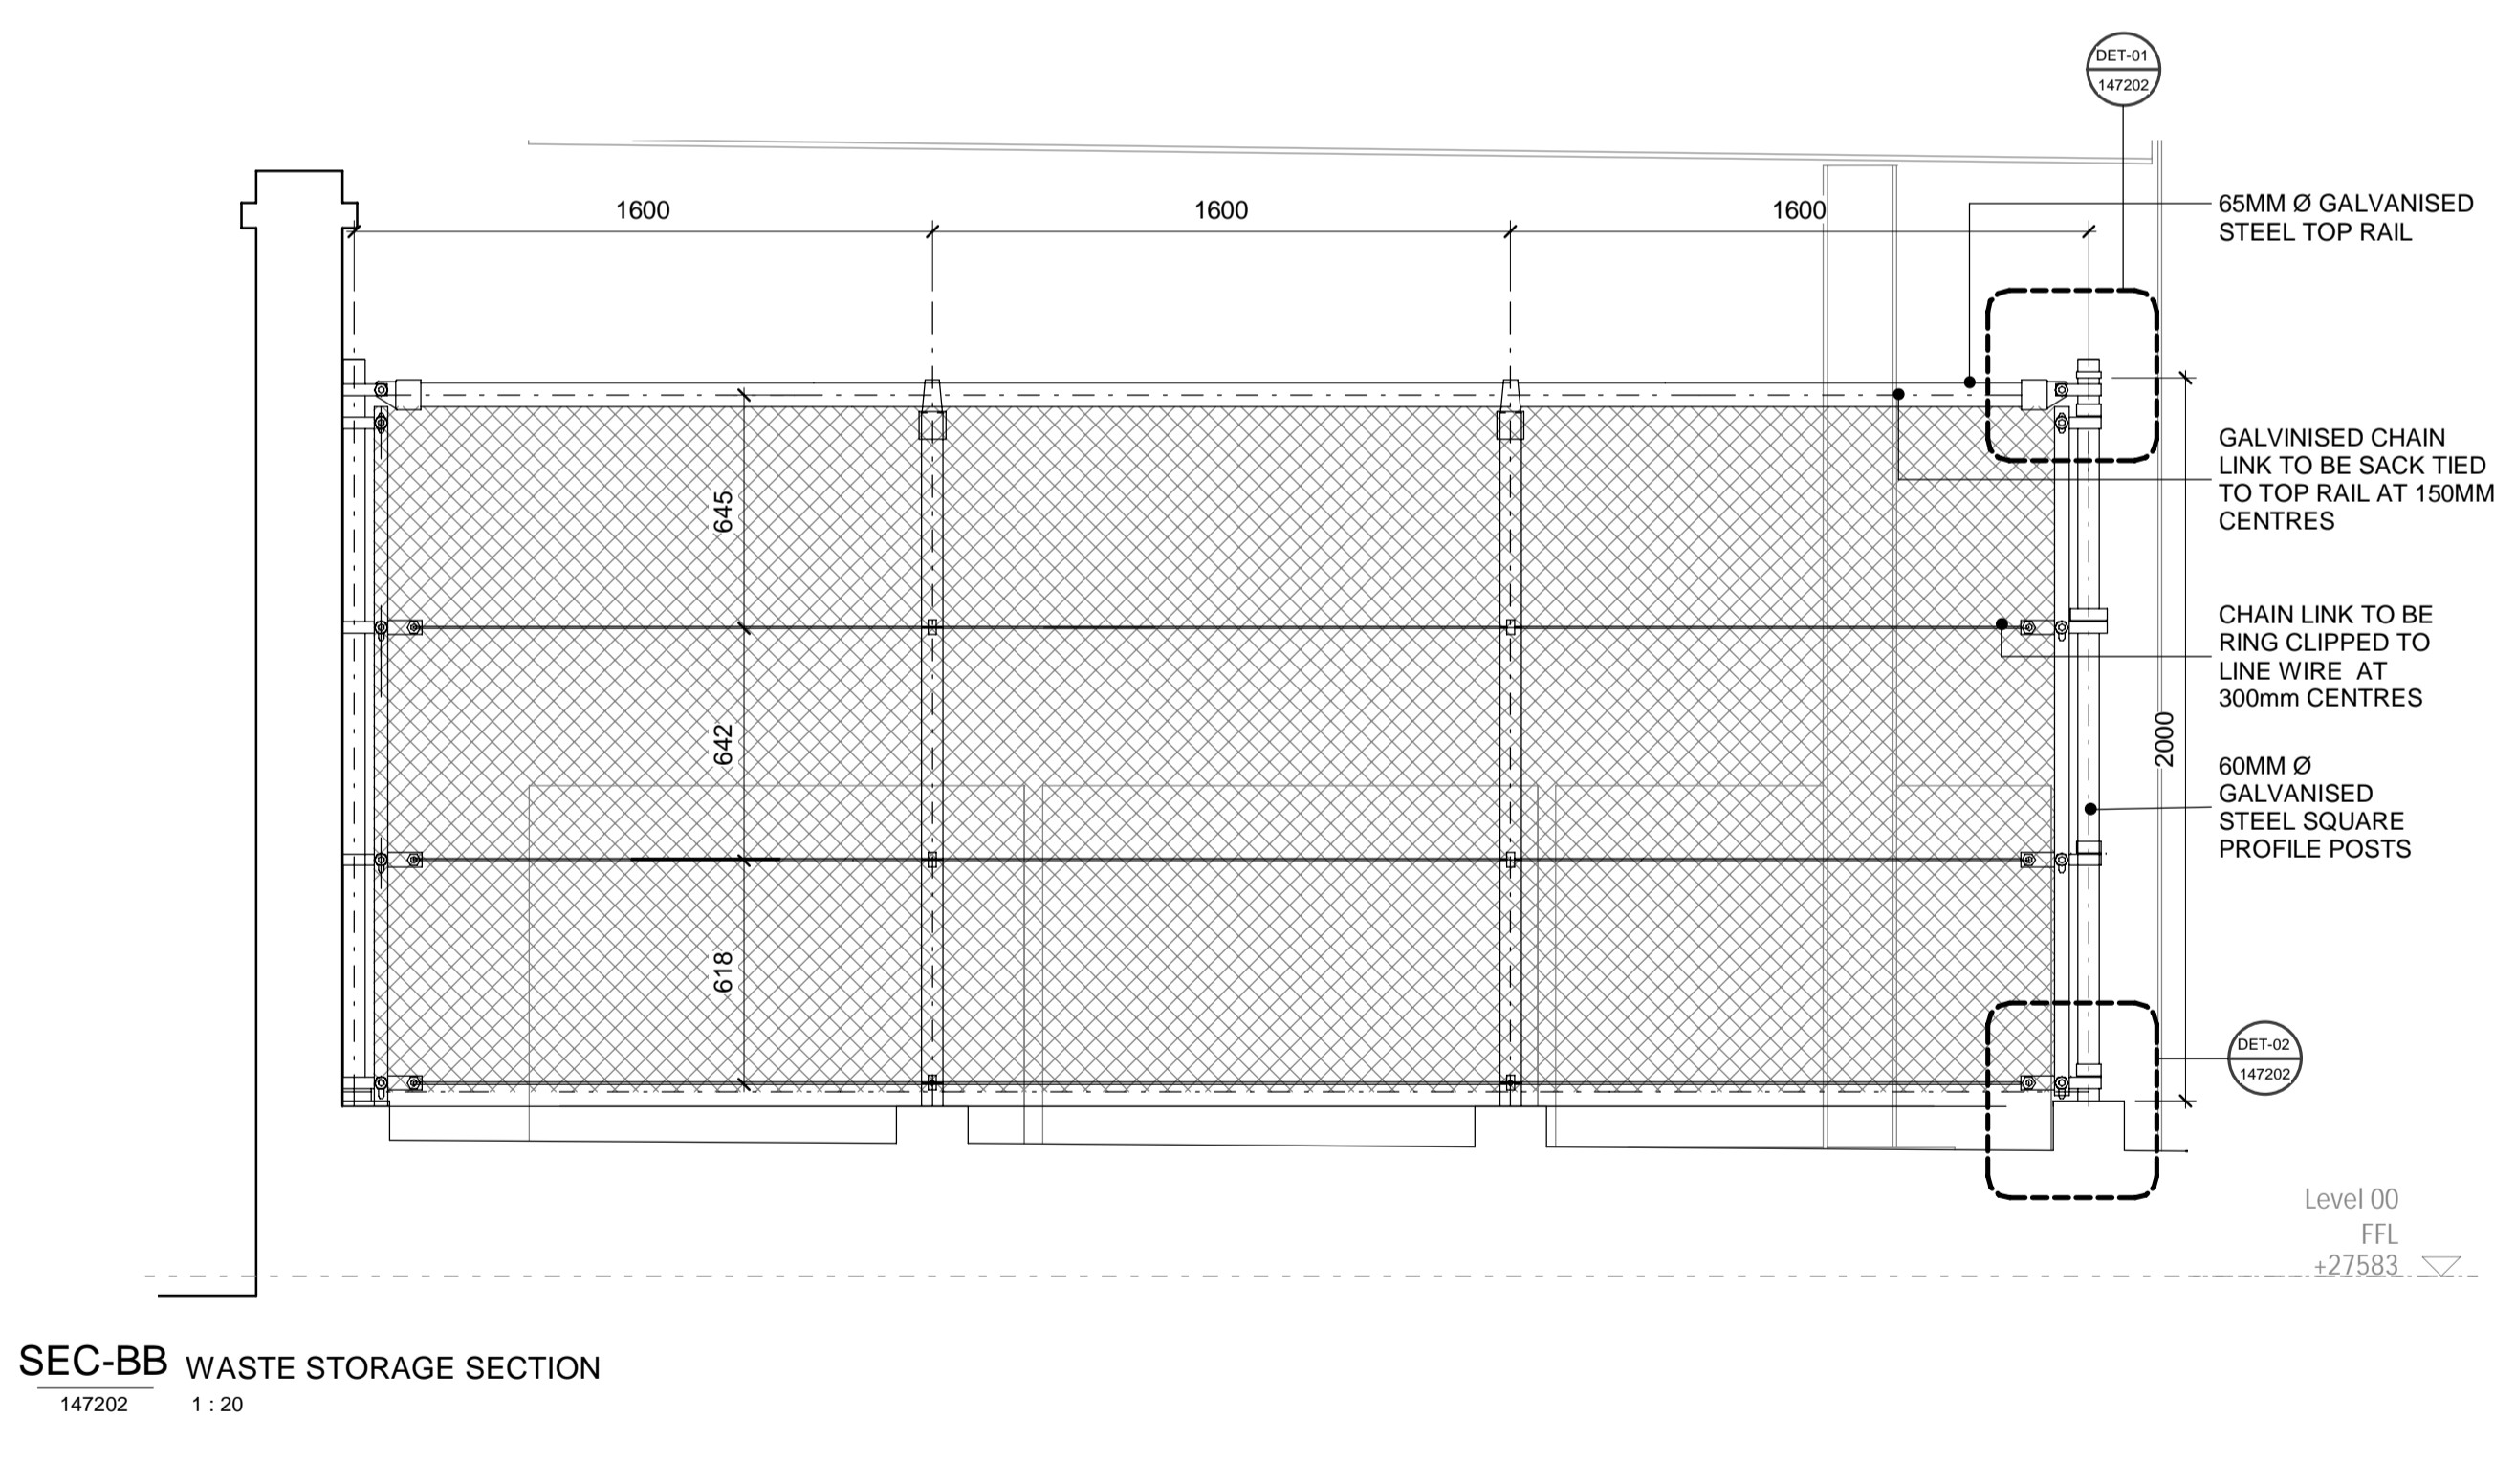 DET-01
147202
1600
1600
1600
65MM Ø GALVANISED
STEEL TOP RAIL
GALVINISED CHAIN
LINK TO BE SACK TIED
TO TOP RAIL AT 150MM
CENTRES
645
CHAIN LINK TO BE
RING CLIPPED TO
LINE WIRE AT
300mm CENTRES
642
2000
60MM Ø
GALVANISED
STEEL SQUARE
PROFILE POSTS
618
DET-02
147202
Level 00
FFL
+27583
SEC-BB WASTE STORAGE SECTION
147202 1 : 20